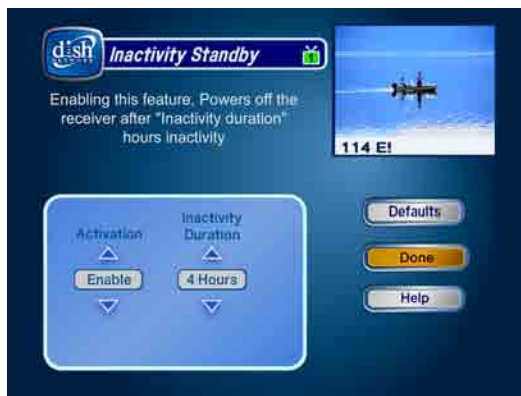 dish
NETWORK
Inactivity Standby
1
Enabling this feature, Powers off the
receiver after "Inactivity duration"
hours inactivity
114 E!
Activation
Enable
Inactivity
Duration
4 Hours
Defaults
Done
Help